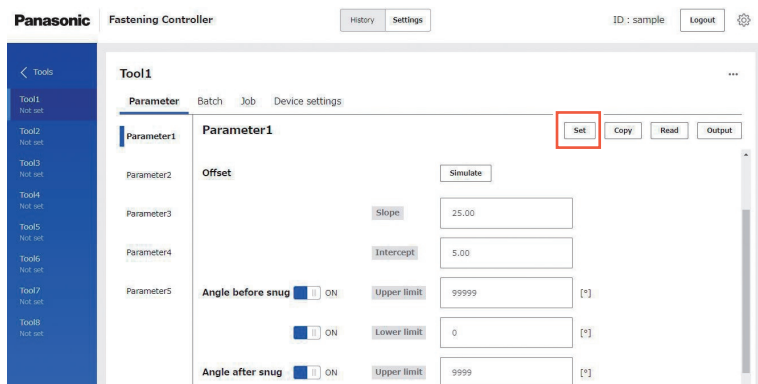 Panasonic Fastening Controller History Settings ID : sample Logout
Tools
Tool1
Not set
Tool2
Not set
Tool3
Not set
Tool4
Not set
Tool5
Not set
Tool6
Not set
Tool7
Not set
Tool8
Not set
Tool1
Parameter Batch Job Device settings
Parameter1
Parameter2
Parameter3
Parameter4
Parameter5
Parameter1 Set Copy Read Output
Offset Simulate
Slope 25.00
Intercept 5.00
Angle before snug ON Upper limit 99999 [°]
ON Lower limit 0 [°]
Angle after snug ON Upper limit 9999 [°]